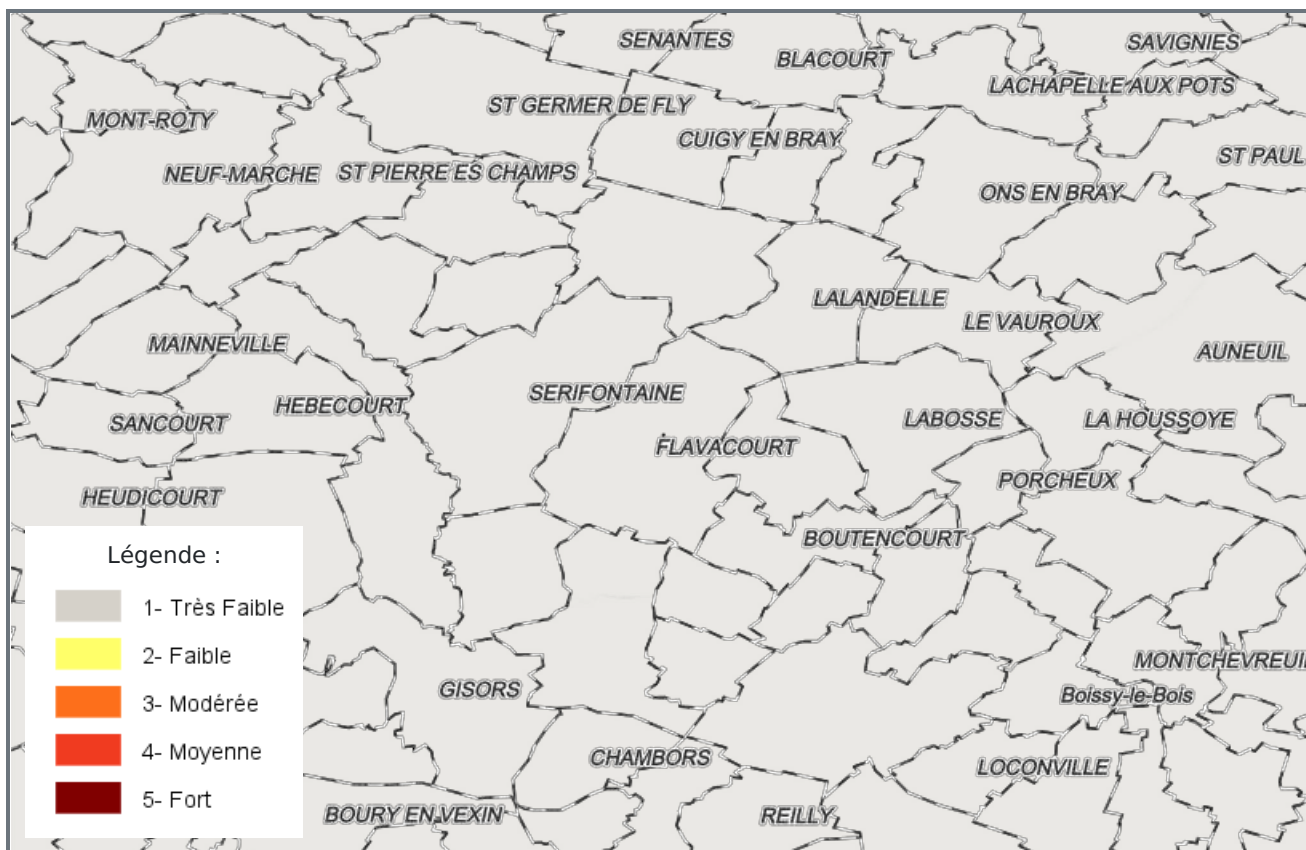 SENANTES
SAVIGNIES
BLACOURT
LACHAPELLE AUX POTS
ST GERMER DE FLY
MONT-ROTY
CUIGY EN BRAY
ST PAUL
NEUF-MARCHE
ST PIERRE ES CHAMPS
ONS EN BRAY
LALANDELLE
LE VAUROUX
MAINNEVILLE
AUNEUIL
SERIFONTAINE
HEBECOURT
SANCOURT
LABOSSE
LA HOUSSOYE
FLAVACOURT
PORCHEUX
HEUDICOURT
BOUTENCOURT
Légende :
1- Très Faible
2- Faible
3- Modérée
4- Moyenne
5- Fort
MONTCHEVREUIL
GISORS
Boissy-le-Bois
CHAMBORS
LOCONVILLE
BOURY EN VEXIN
REILLY